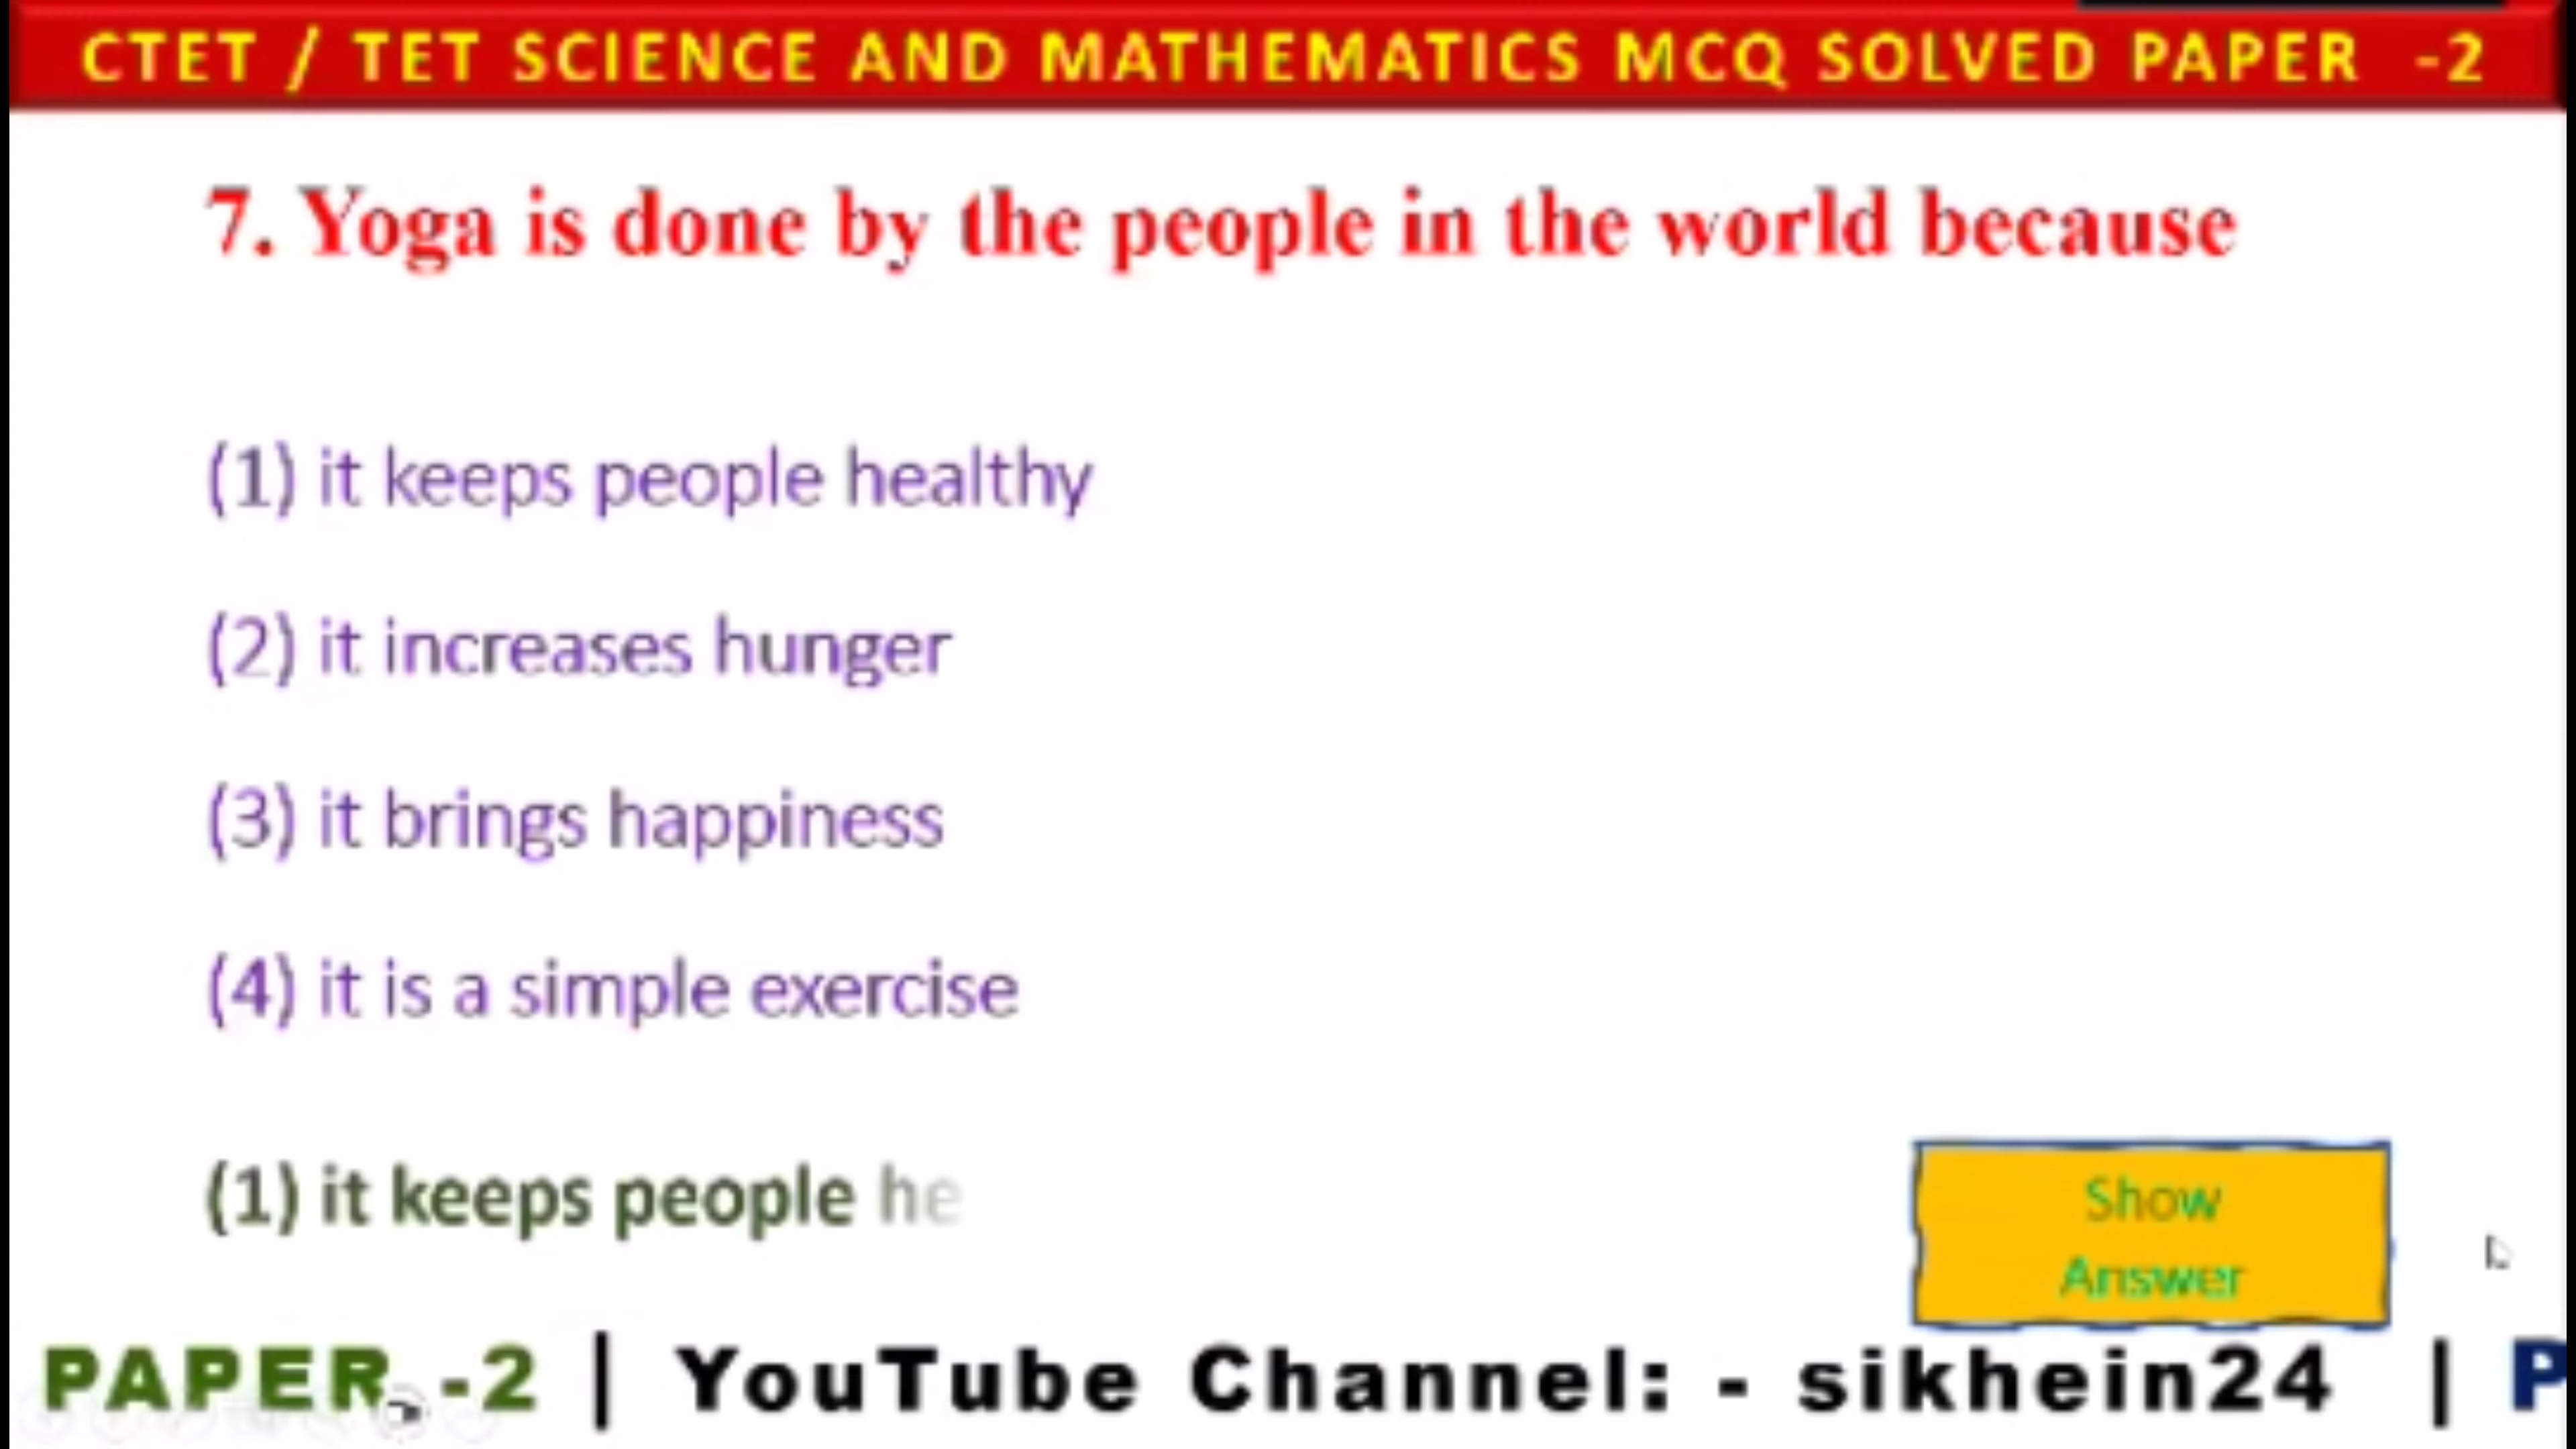 CTET / TET SCIENCE AND MATHEMATICS MCQ SOLVED PAPER -2
7. Yoga is done by the people in the world because
(1) it keeps people healthy
(2) it increases hunger
(3) it brings happiness
(4) it is a simple exercise
(1) it keeps people he
Show
Answer
PAPER -2 | YouTube Channel: - sikhein24 | P